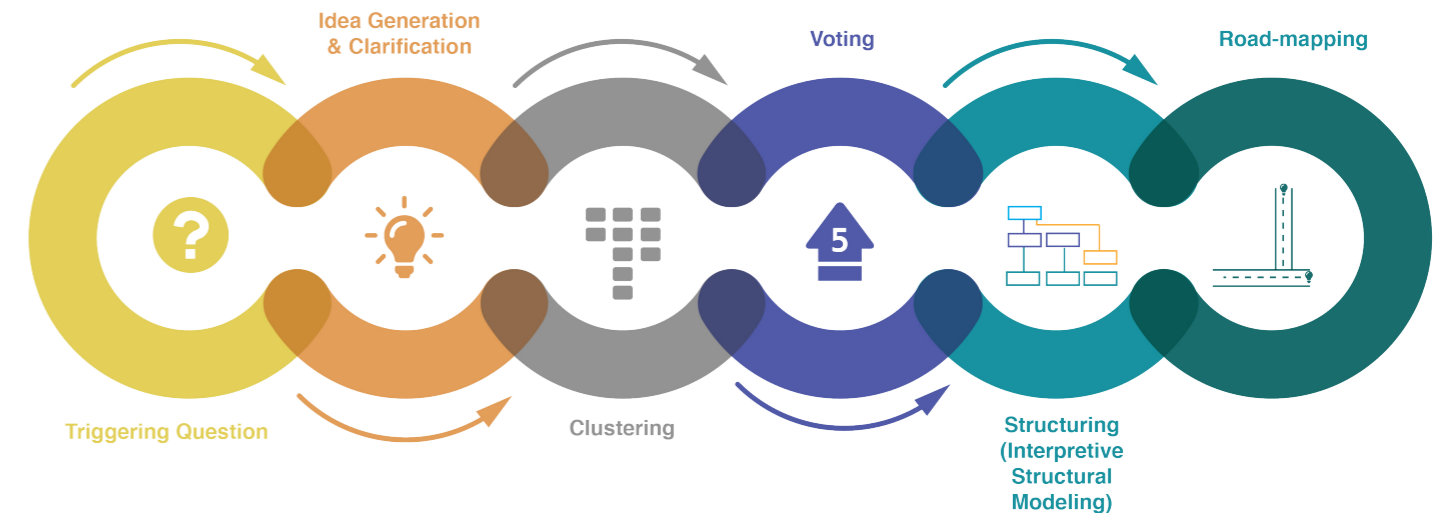 Idea Generation
& Clarification
Voting
Road-mapping
?
5
Triggering Question
Clustering
Structuring
(Interpretive
Structural
Modeling)